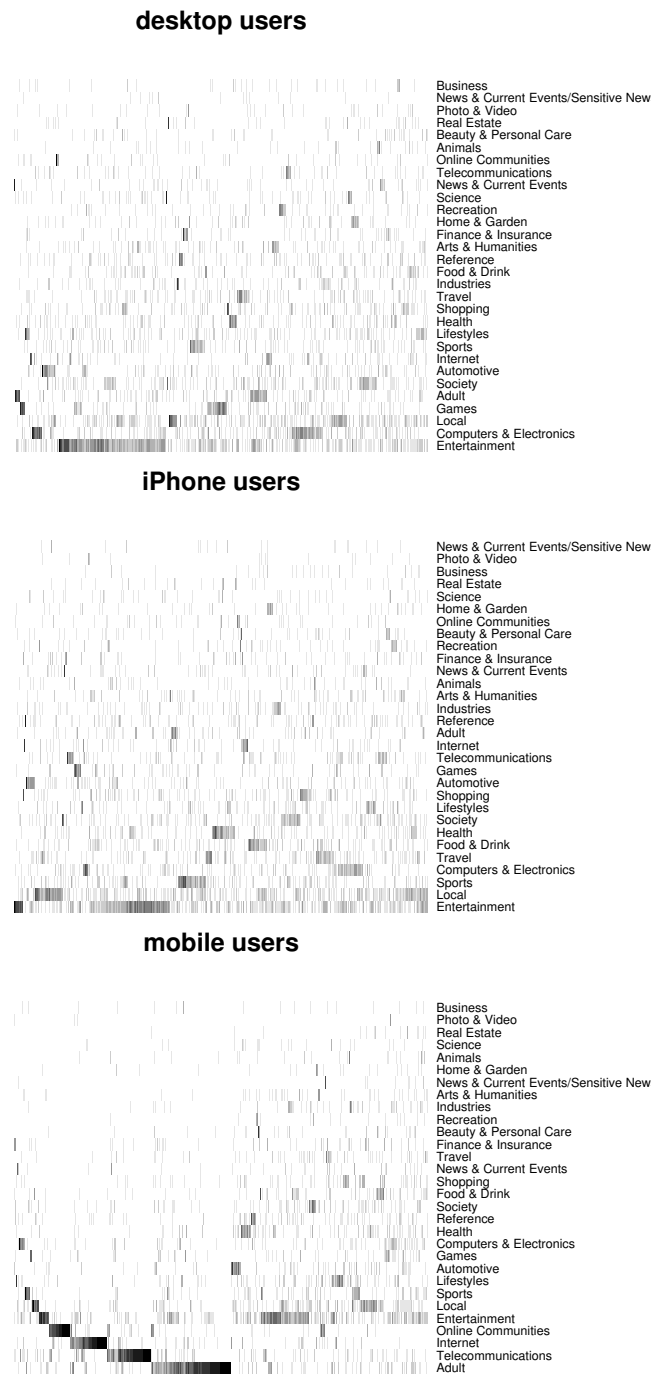 desktop users
Business
News & Current Events/Sensitive New
Photo & Video
Real Estate
Beauty & Personal Care
Animals
Online Communities
Telecommunications
News & Current Events
Science
Recreation
Home & Garden
Finance & Insurance
Arts & Humanities
Reference
Food & Drink
Industries
Travel
Shopping
Health
Lifestyles
Sports
Internet
Automotive
Society
Adult
Games
Local
Computers & Electronics
Entertainment
iPhone users
News & Current Events/Sensitive New
Photo & Video
Business
Real Estate
Science
Home & Garden
Online Communities
Beauty & Personal Care
Recreation
Finance & Insurance
News & Current Events
Animals
Arts & Humanities
Industries
Reference
Adult
Internet
Telecommunications
Games
Automotive
Shopping
Lifestyles
Society
Health
Food & Drink
Travel
Computers & Electronics
Sports
Local
Entertainment
mobile users
Business
Photo & Video
Real Estate
Science
Animals
Home & Garden
News & Current Events/Sensitive New
Arts & Humanities
Industries
Recreation
Beauty & Personal Care
Finance & Insurance
Travel
News & Current Events
Shopping
Food & Drink
Society
Reference
Health
Computers & Electronics
Games
Automotive
Lifestyles
Sports
Local
Entertainment
Online Communities
Internet
Telecommunications
Adult